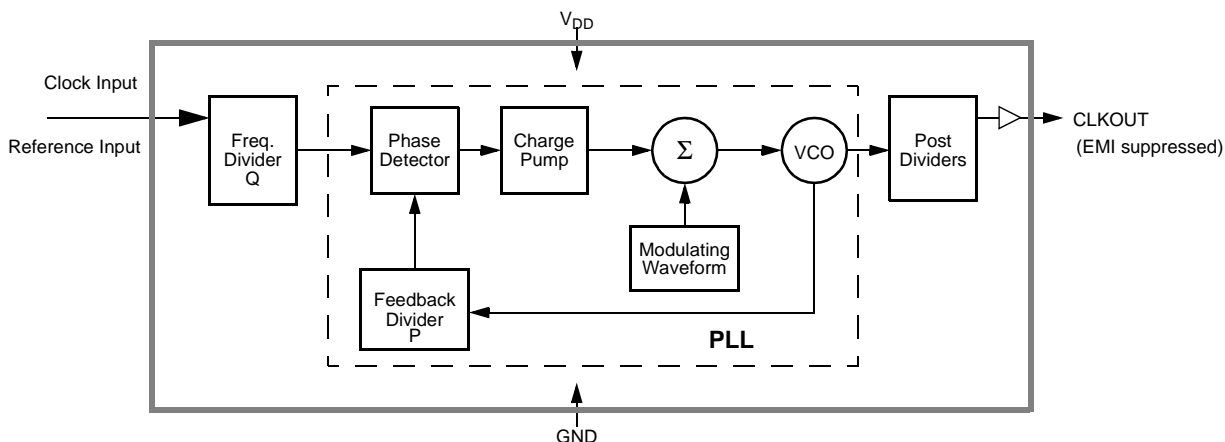 V_DD
Clock Input
Reference Input
Freq.
Divider
Q
Phase
Detector
Charge
Pump
Σ
VCO
Post
Dividers
CLKOUT
(EMI suppressed)
Modulating
Waveform
Feedback
Divider
P
PLL
GND